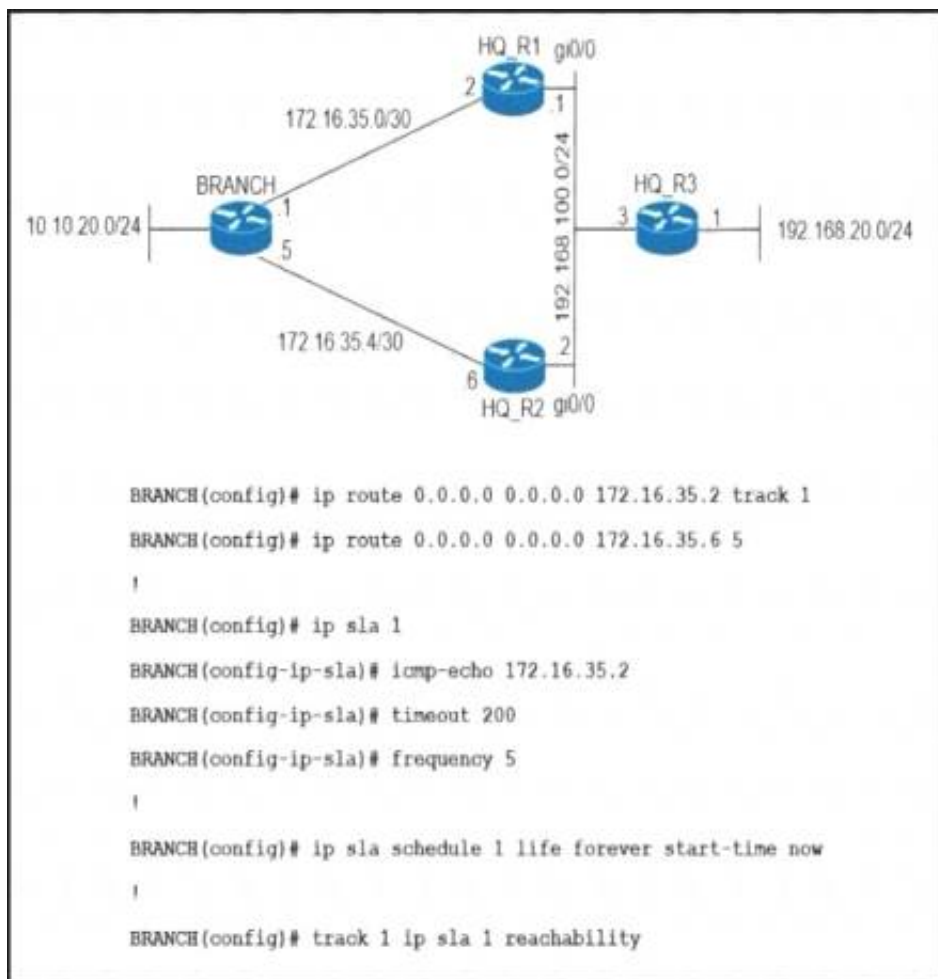 HQ_R1 gi0/0
2
1
172.16.35.0/30
BRANCH
.1
10.10.20.0/24
5
192.168.100.0/24
HQ_R3
3
1
192.168.20.0/24
172.16.35.4/30
2
6
HQ_R2 gi0/0
BRANCH(config)# ip route 0.0.0.0 0.0.0.0 172.16.35.2 track 1
BRANCH(config)# ip route 0.0.0.0 0.0.0.0 172.16.35.6 5
!
BRANCH(config)# ip sla 1
BRANCH(config-ip-sla)# icmp-echo 172.16.35.2
BRANCH(config-ip-sla)# timeout 200
BRANCH(config-ip-sla)# frequency 5
!
BRANCH(config)# ip sla schedule 1 life forever start-time now
!
BRANCH(config)# track 1 ip sla 1 reachability